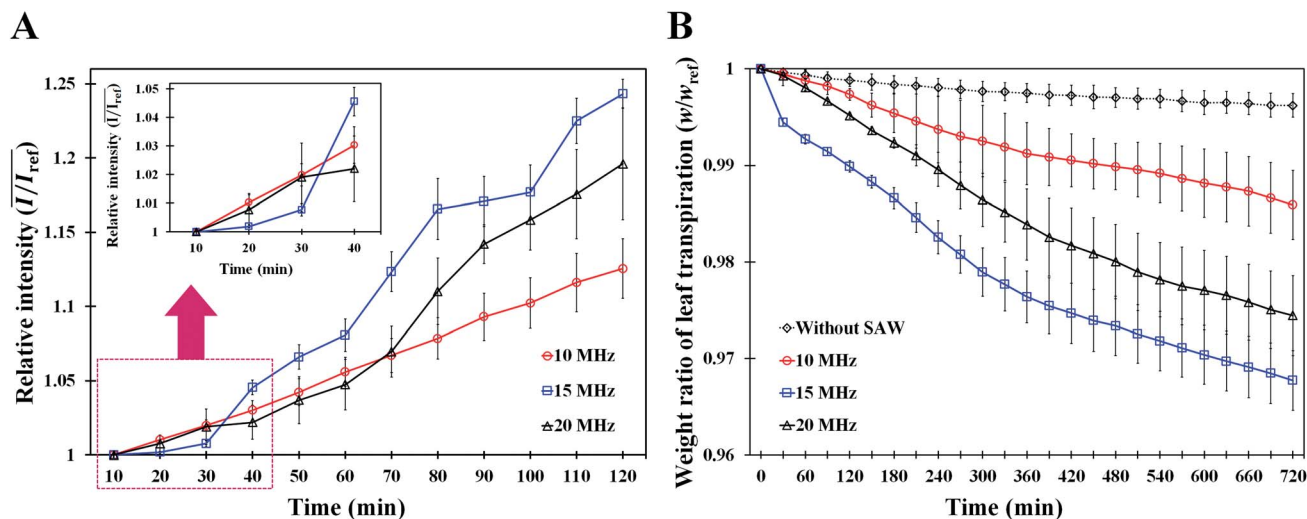 A
Relative intensity (I/Iref)
1.25
1.2
1.15
1.1
1.05
1
10 20 30 40 50 60 70 80 90 100 110 120
Time (min)
Relative intensity (I/Iref)
1.05
1.04
1.03
1.02
1.01
1
10 20 30 40
Time (min)
10 MHz
15 MHz
20 MHz
B
Weight ratio of leaf transpiration (w/wref)
1
0.99
0.98
0.97
0.96
0 60 120 180 240 300 360 420 480 540 600 660 720
Time (min)
Without SAW
10 MHz
15 MHz
20 MHz